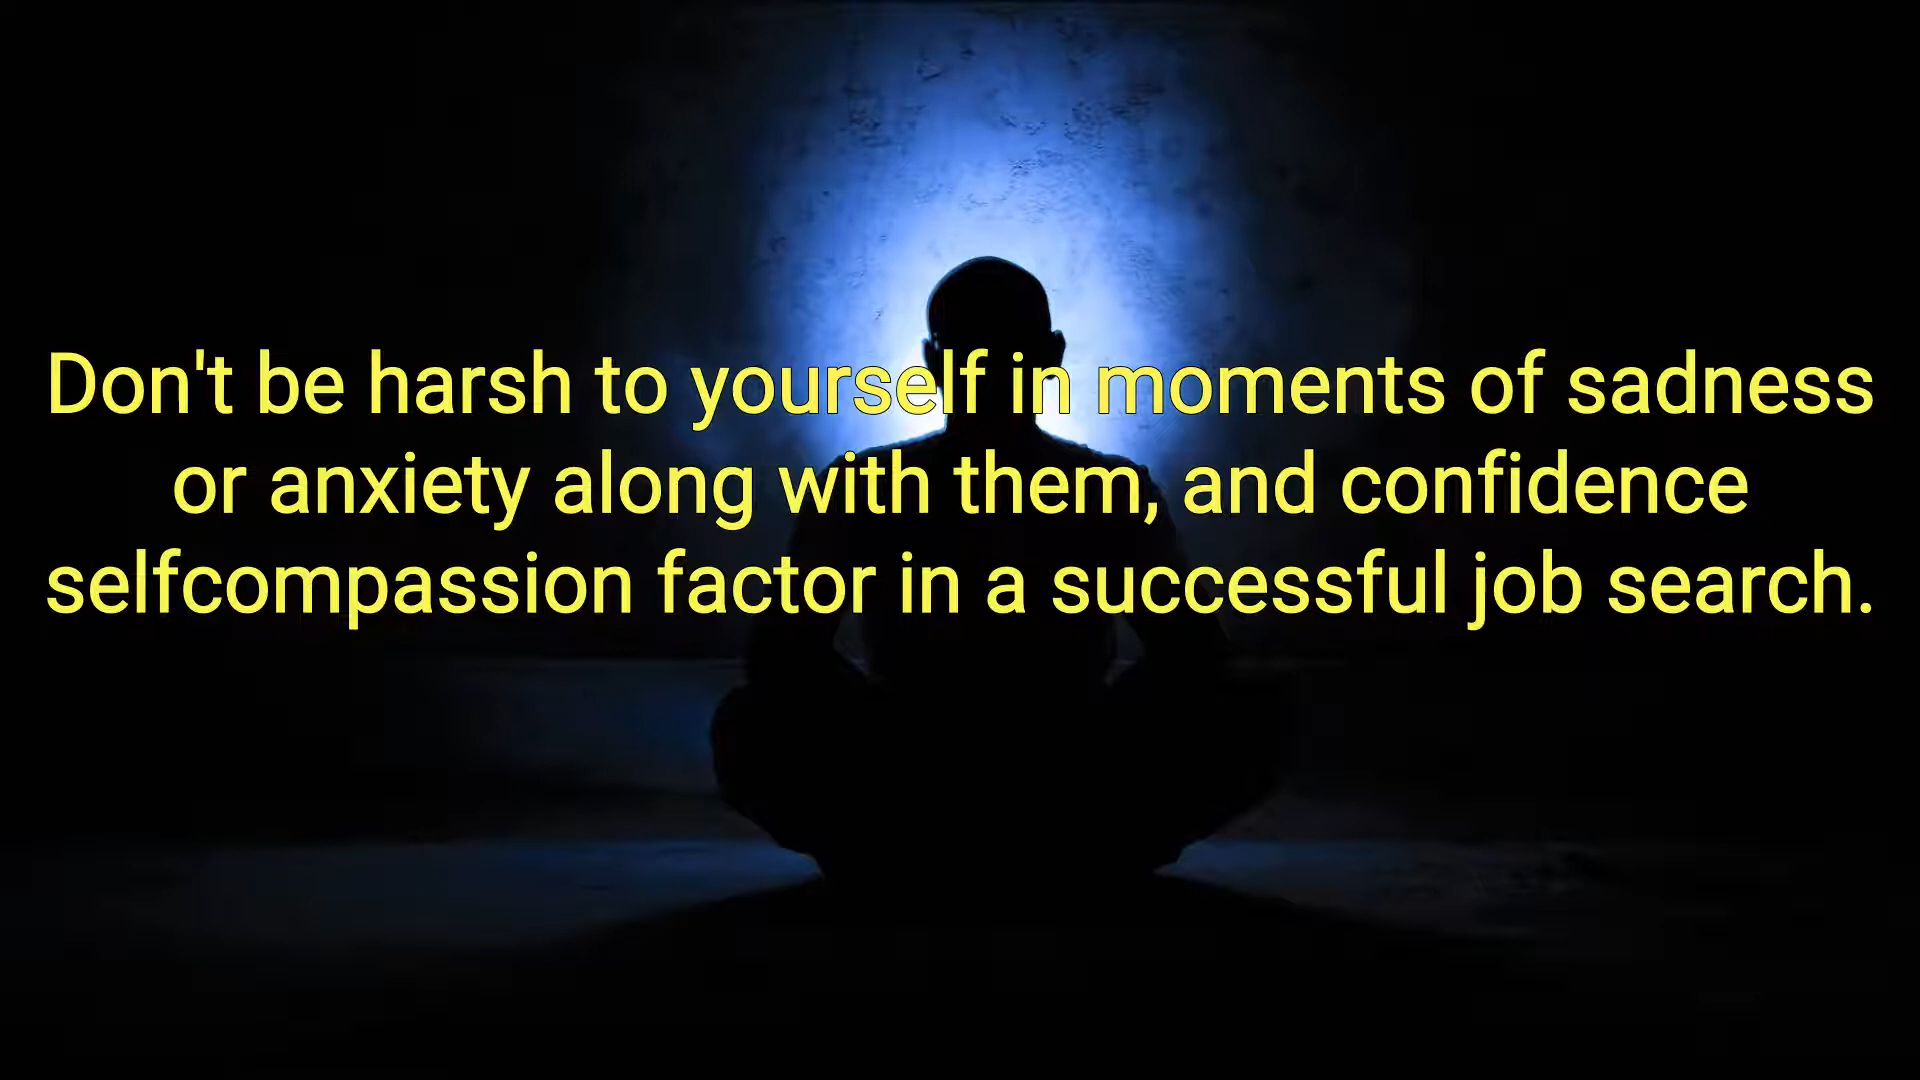 Don't be harsh to yourself in moments of sadness
or anxiety along with them, and confidence
selfcompassion factor in a successful job search.